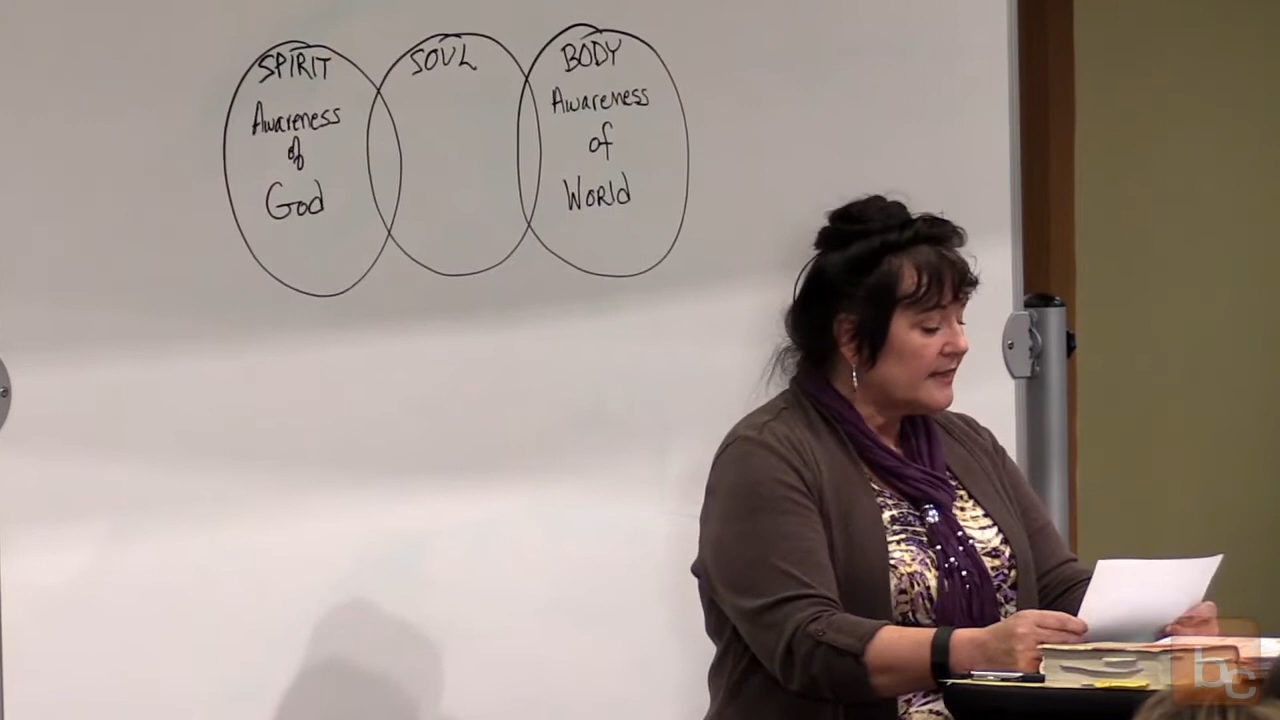 SPIRIT
Awareness
of
God
SOUL
BODY
Awareness
of
World
bc